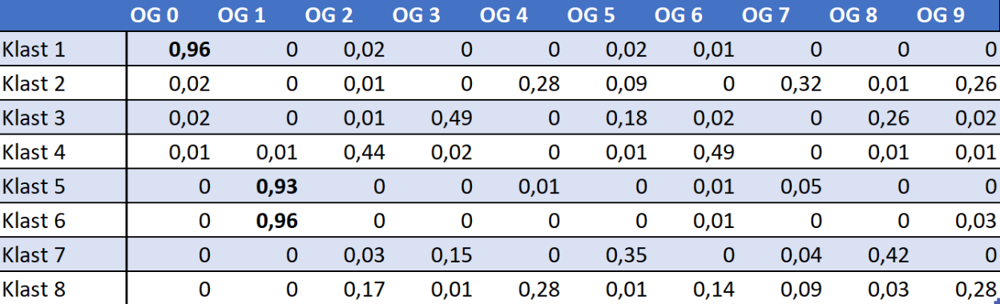 OG 0 OG 1 OG 2 OG 3 OG 4 OG 5 OG 6 OG 7 OG 8 OG 9
Klast 1 0,96 0 0,02 0 0 0,02 0,01 0 0 0
Klast 2 0,02 0 0,01 0 0,28 0,09 0 0,32 0,01 0,26
Klast 3 0,02 0 0,01 0,49 0 0,18 0,02 0 0,26 0,02
Klast 4 0,01 0,01 0,44 0,02 0 0,01 0,49 0 0,01 0,01
Klast 5 0 0,93 0 0 0,01 0 0,01 0,05 0 0
Klast 6 0 0,96 0 0 0 0 0,01 0 0 0,03
Klast 7 0 0 0,03 0,15 0 0,35 0 0,04 0,42 0
Klast 8 0 0 0,17 0,01 0,28 0,01 0,14 0,09 0,03 0,28